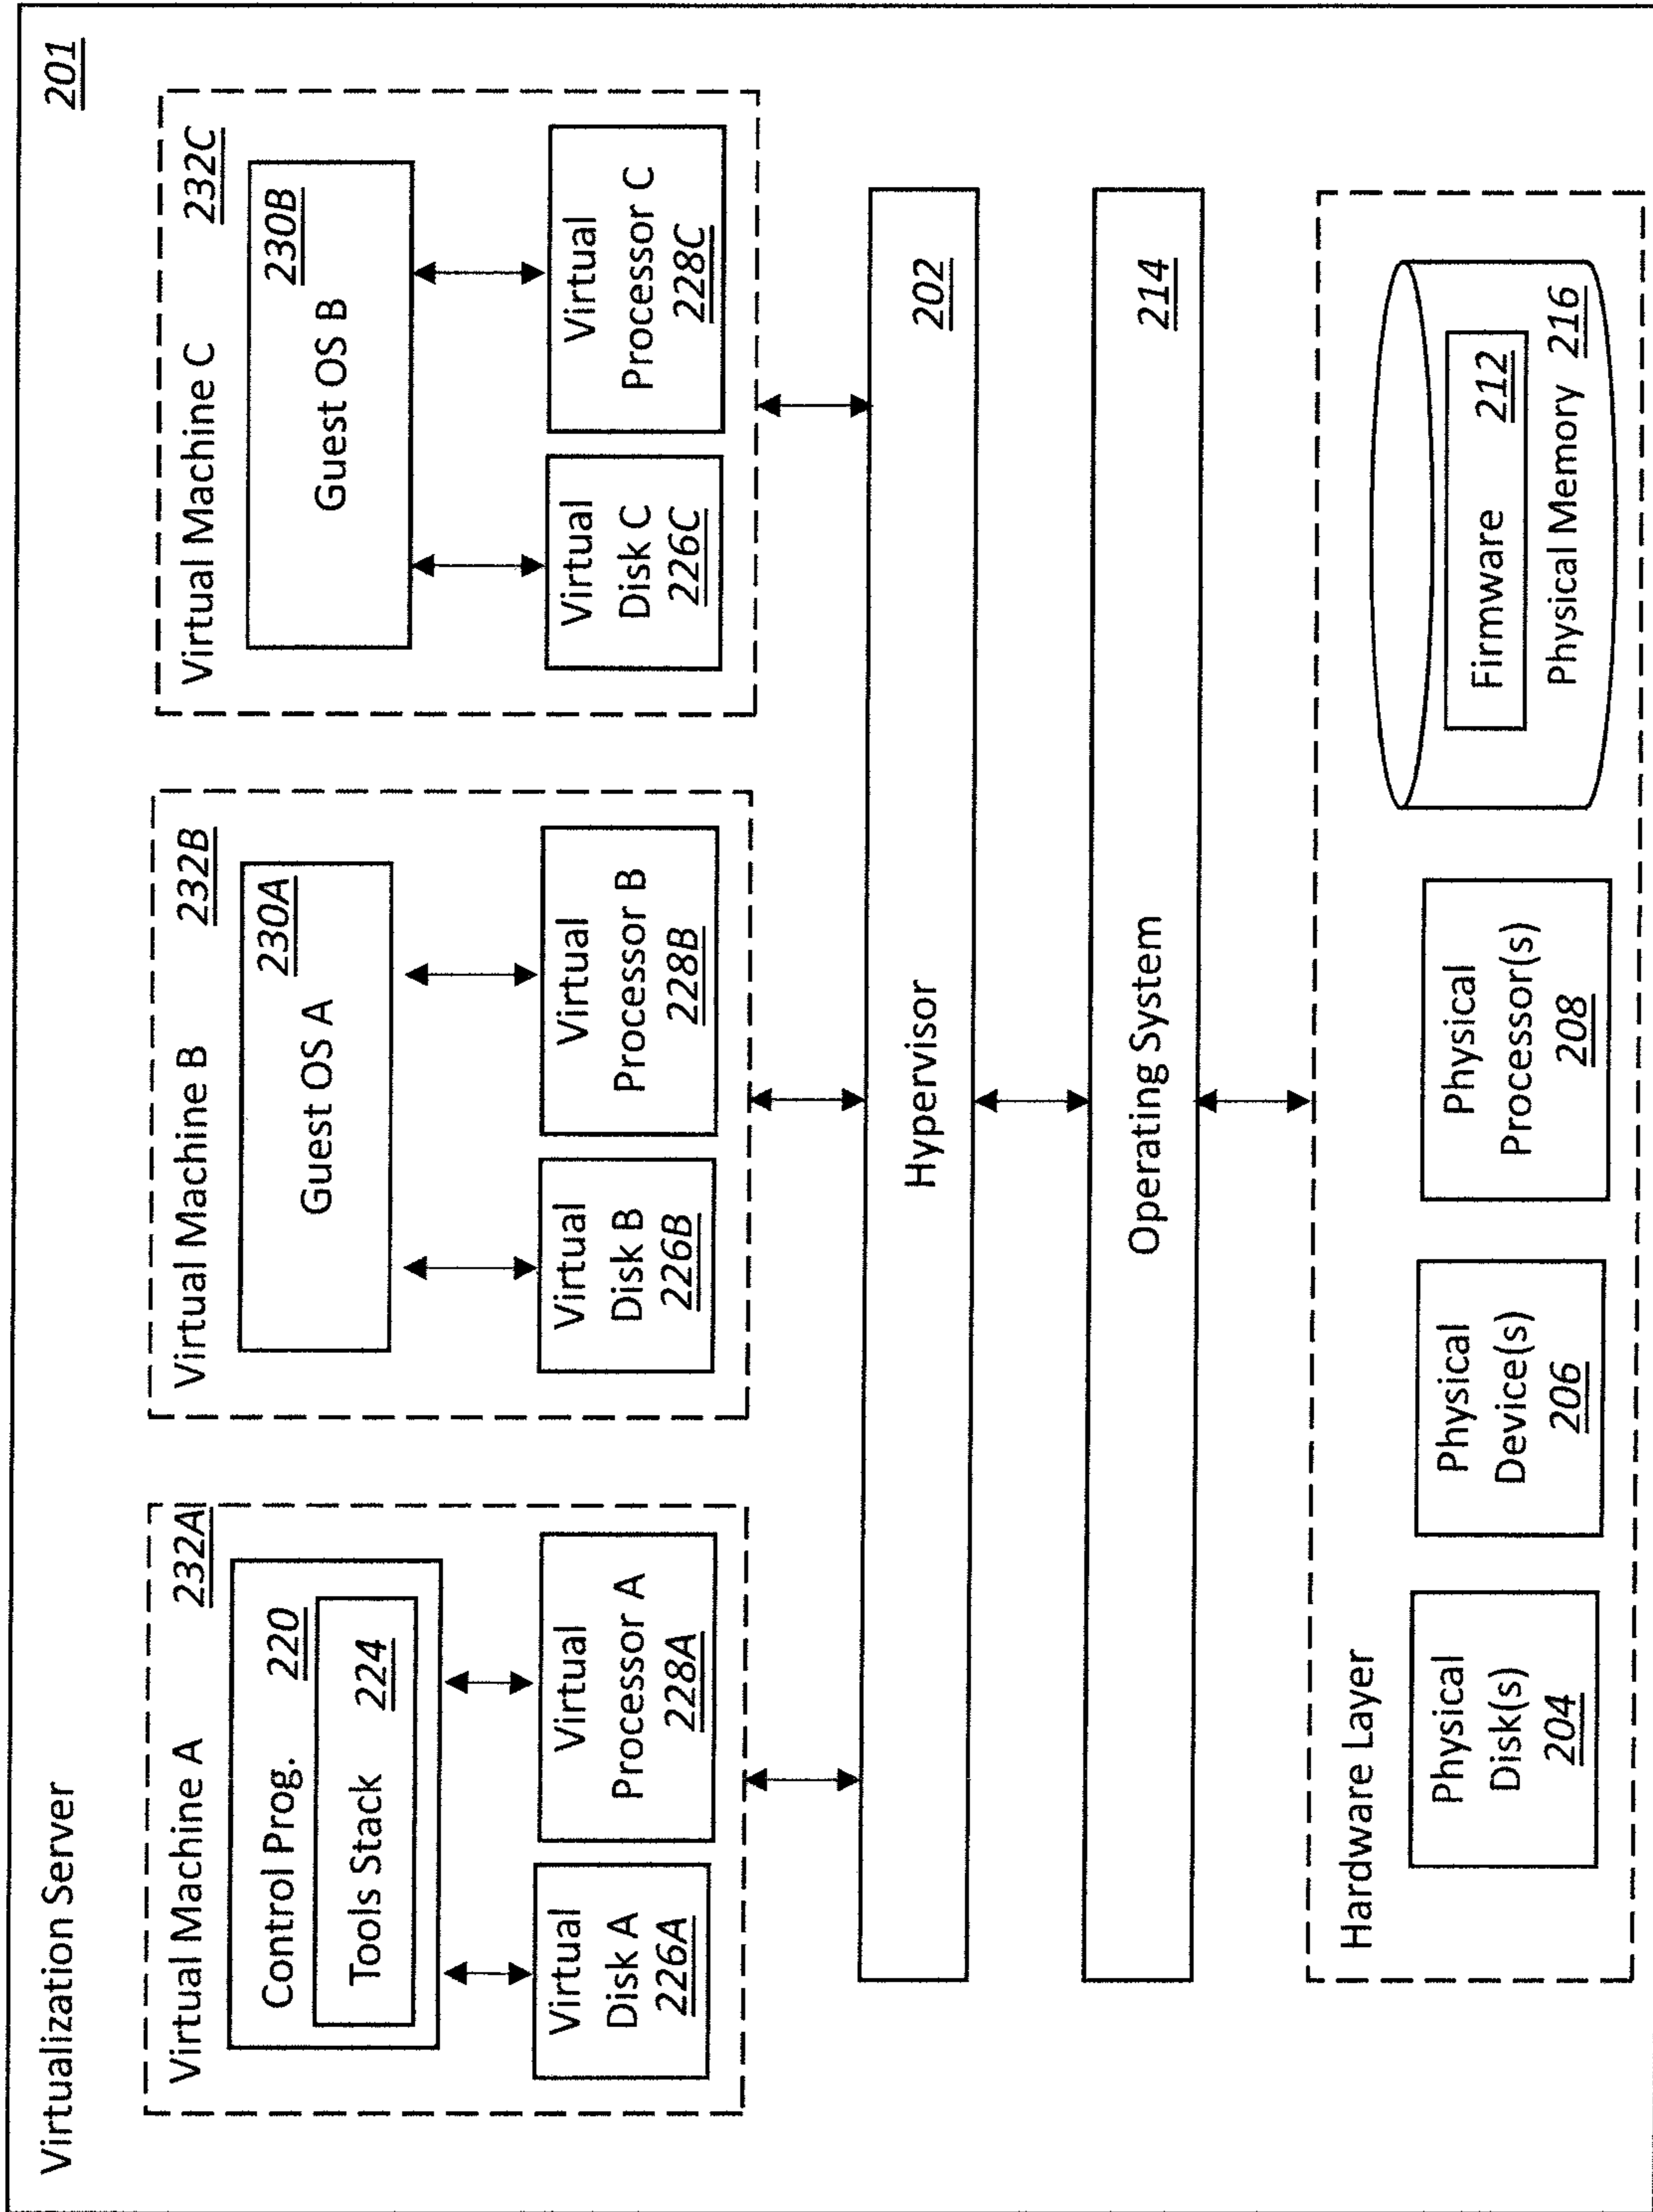 Virtualization Server
201
Virtual Machine A
232A
Control Prog.
220
Tools Stack
224
Virtual
Disk A
226A
Virtual
Processor A
228A
Virtual Machine B
232B
230A
Guest OS A
Virtual
Disk B
226B
Virtual
Processor B
228B
Virtual Machine C
232C
230B
Guest OS B
Virtual
Disk C
226C
Virtual
Processor C
228C
Hypervisor
202
Operating System
214
Hardware Layer
Physical
Disk(s)
204
Physical
Device(s)
206
Physical
Processor(s)
208
Firmware
212
Physical Memory
216